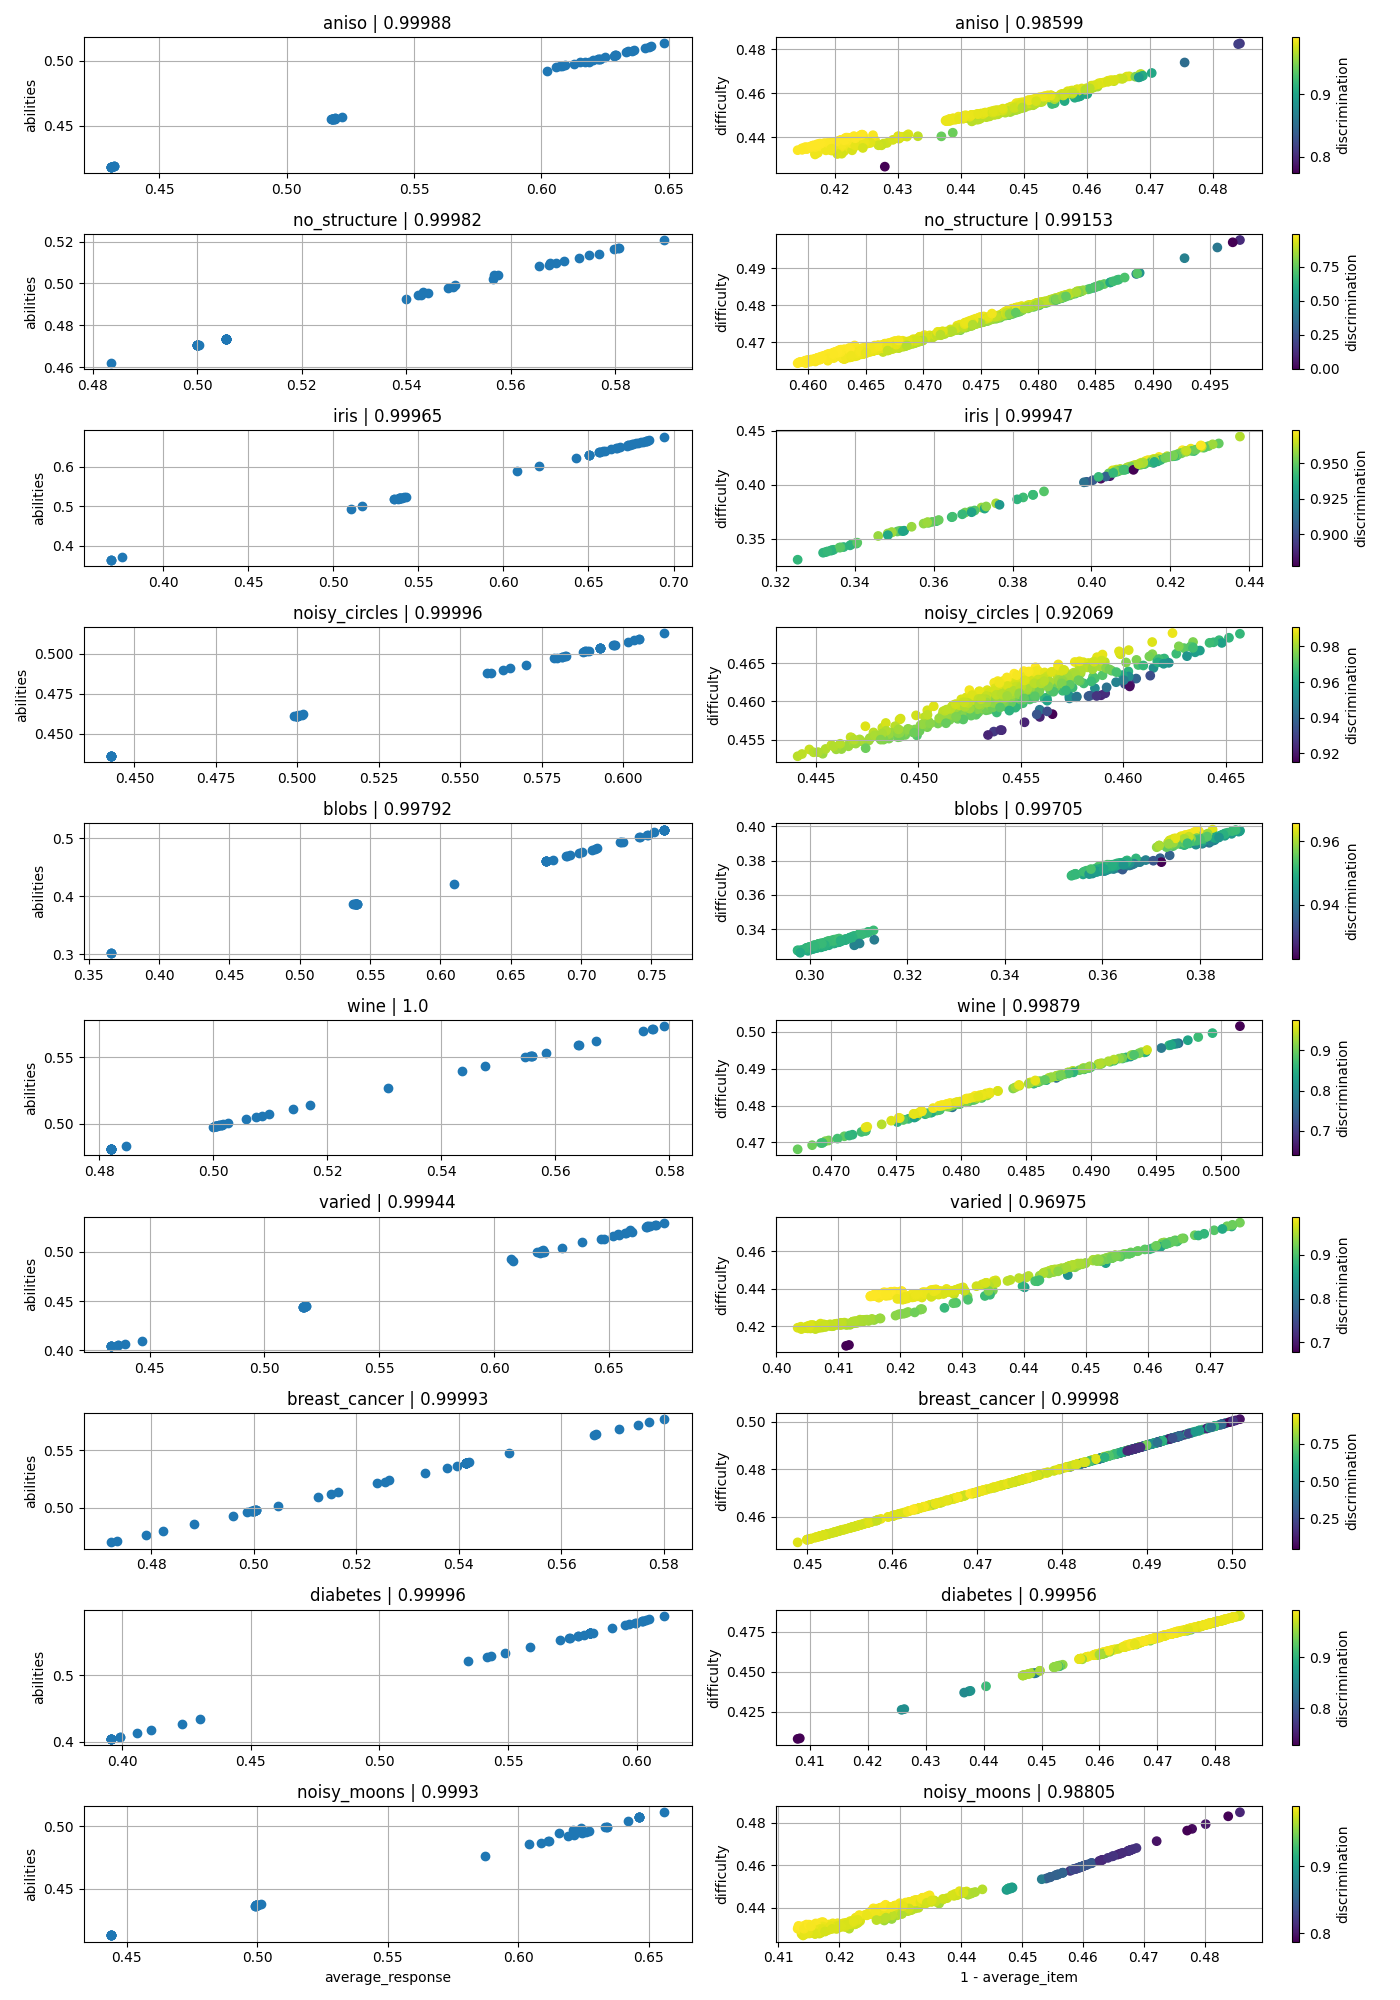 aniso | 0.99988
abilities
0.50
0.45
0.45 0.50 0.55 0.60 0.65
aniso | 0.98599
difficulty
0.48
0.46
0.44
0.42 0.43 0.44 0.45 0.46 0.47 0.48
0.9
0.8
discrimination
no_structure | 0.99982
abilities
0.52
0.50
0.48
0.46
0.48 0.50 0.52 0.54 0.56 0.58
no_structure | 0.99153
difficulty
0.49
0.48
0.47
0.460 0.465 0.470 0.475 0.480 0.485 0.490 0.495
0.75
0.50
0.25
0.00
discrimination
iris | 0.99965
abilities
0.6
0.5
0.4
0.40 0.45 0.50 0.55 0.60 0.65 0.70
iris | 0.99947
difficulty
0.45
0.40
0.35
0.32 0.34 0.36 0.38 0.40 0.42 0.44
0.950
0.925
0.900
discrimination
noisy_circles | 0.99996
abilities
0.500
0.475
0.450
0.450 0.475 0.500 0.525 0.550 0.575 0.600
noisy_circles | 0.92069
difficulty
0.465
0.460
0.455
0.445 0.450 0.455 0.460 0.465
0.98
0.96
0.94
0.92
discrimination
blobs | 0.99792
abilities
0.5
0.4
0.3
0.35 0.40 0.45 0.50 0.55 0.60 0.65 0.70 0.75
blobs | 0.99705
difficulty
0.40
0.38
0.36
0.34
0.30 0.32 0.34 0.36 0.38
0.96
0.94
discrimination
wine | 1.0
abilities
0.55
0.50
0.48 0.50 0.52 0.54 0.56 0.58
wine | 0.99879
difficulty
0.50
0.49
0.48
0.47
0.470 0.475 0.480 0.485 0.490 0.495 0.500
0.9
0.8
0.7
discrimination
varied | 0.99944
abilities
0.50
0.45
0.40
0.45 0.50 0.55 0.60 0.65
varied | 0.96975
difficulty
0.46
0.44
0.42
0.40 0.41 0.42 0.43 0.44 0.45 0.46 0.47
0.9
0.8
0.7
discrimination
breast_cancer | 0.99993
abilities
0.55
0.50
0.48 0.50 0.52 0.54 0.56 0.58
breast_cancer | 0.99998
difficulty
0.50
0.48
0.46
0.45 0.46 0.47 0.48 0.49 0.50
0.75
0.50
0.25
discrimination
diabetes | 0.99996
abilities
0.5
0.4
0.40 0.45 0.50 0.55 0.60
diabetes | 0.99956
difficulty
0.475
0.450
0.425
0.41 0.42 0.43 0.44 0.45 0.46 0.47 0.48
0.9
0.8
discrimination
noisy_moons | 0.9993
abilities
0.50
0.45
0.45 0.50 0.55 0.60 0.65
average_response
noisy_moons | 0.98805
difficulty
0.48
0.46
0.44
0.42
0.41 0.42 0.43 0.44 0.45 0.46 0.47 0.48
1 - average_item
0.9
0.8
discrimination